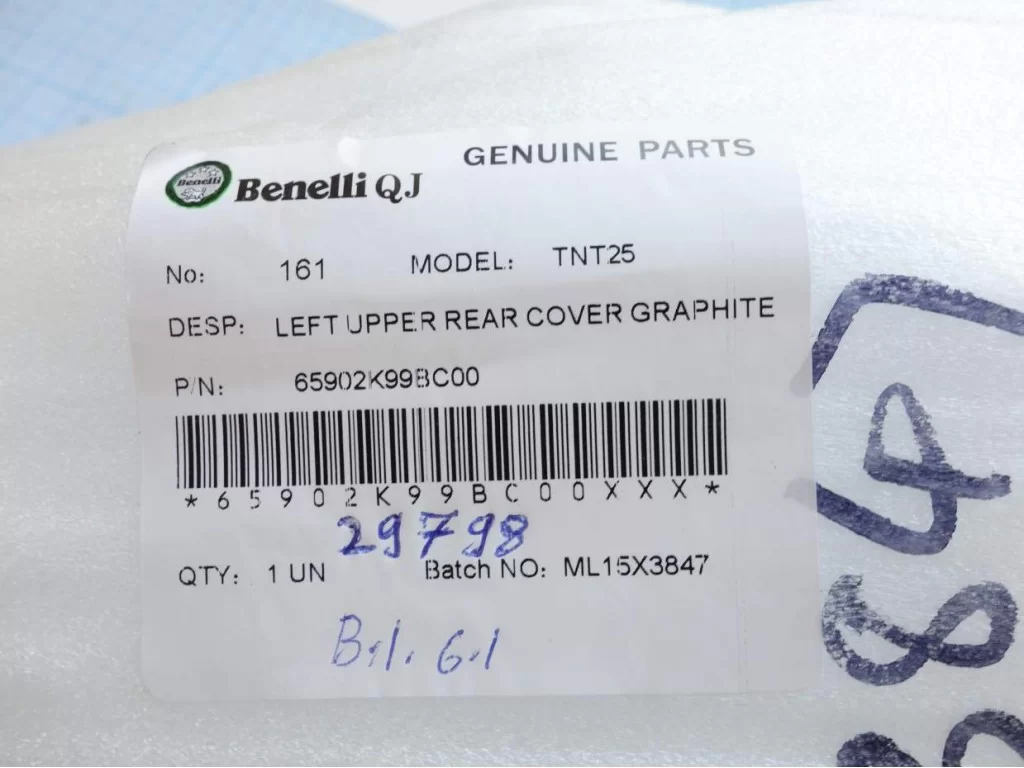 GENUINE PARTS
Benelli
Benelli QJ
No: 161 MODEL: TNT25
DESP: LEFT UPPER REAR COVER GRAPHITE
P/N: 65902K99BC00
*65902K99BC00XXX*
29798
QTY: 1 UN Batch NO: ML15X3847
B.1. 6.1